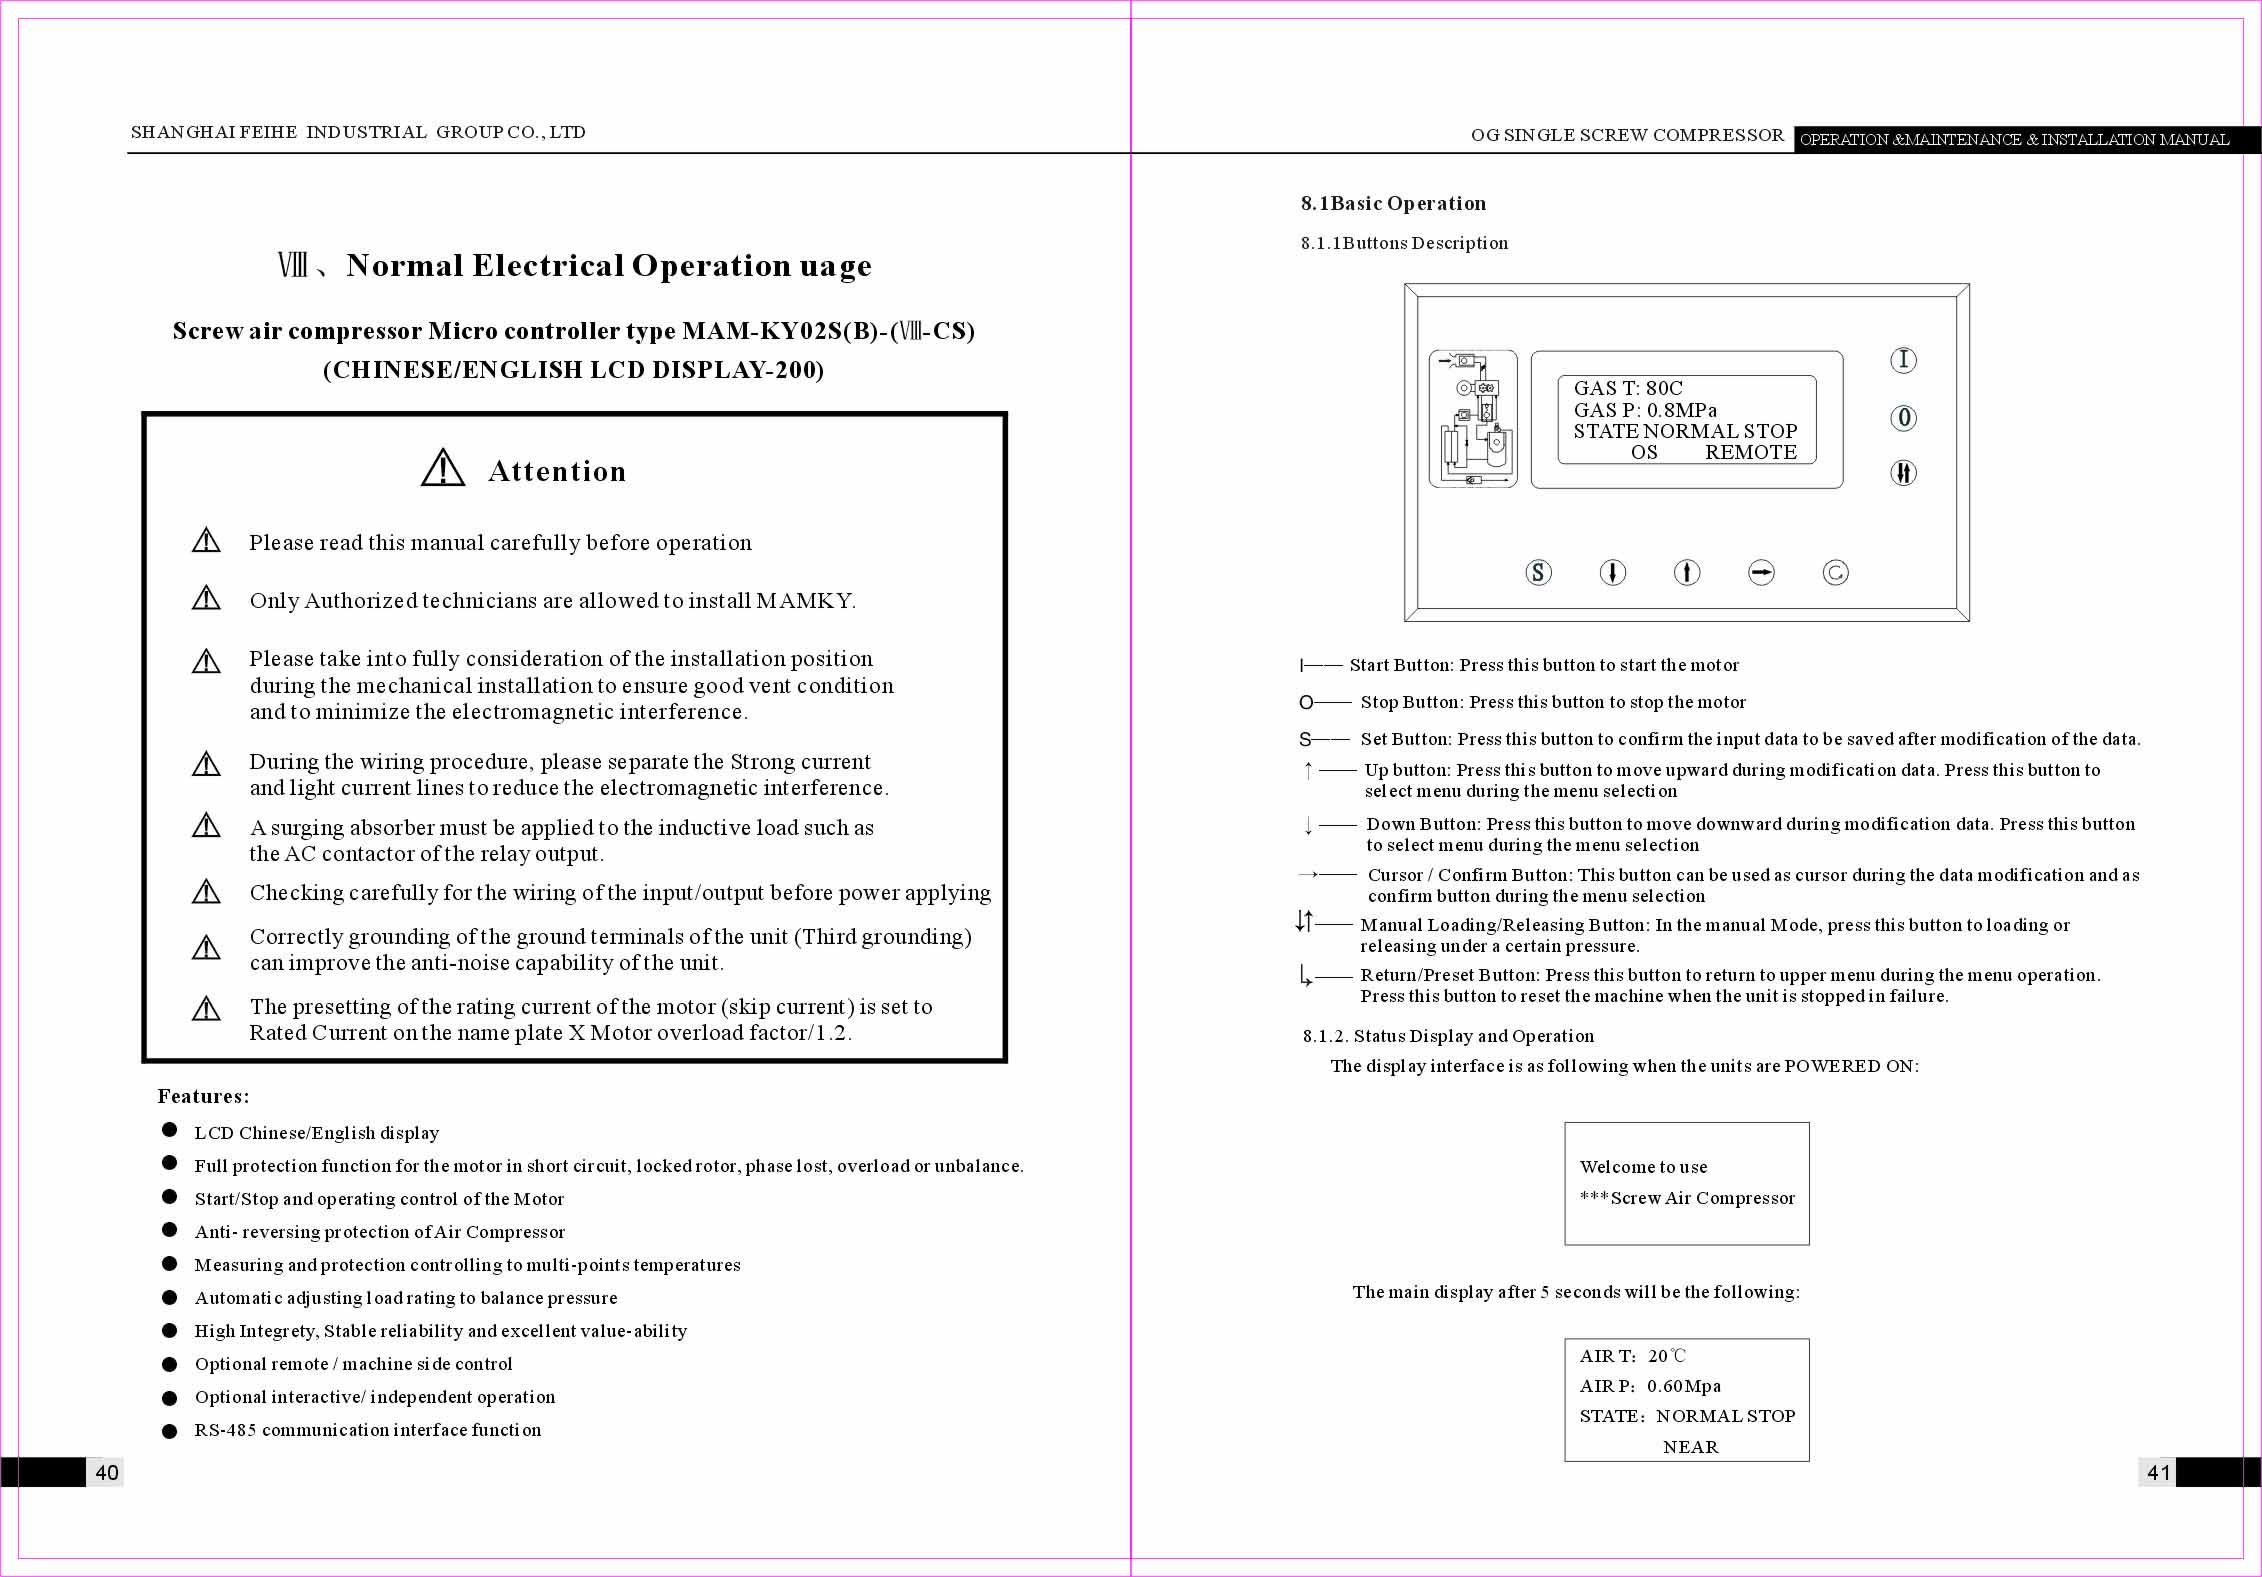 SHANGHAI FEIHE INDUSTRIAL GROUP CO., LTD
Ⅷ、Normal Electrical Operation uage
Screw air compressor Micro controller type MAM-KY02S(B)-(Ⅷ-CS)
(CHINESE/ENGLISH LCD DISPLAY-200)
Attention
Please read this manual carefully before operation
Only Authorized technicians are allowed to install MAMKY.
Please take into fully consideration of the installation position
during the mechanical installation to ensure good vent condition
and to minimize the electromagnetic interference.
During the wiring procedure, please separate the Strong current
and light current lines to reduce the electromagnetic interference.
A surging absorber must be applied to the inductive load such as
the AC contactor of the relay output.
Checking carefully for the wiring of the input/output before power applying
Correctly grounding of the ground terminals of the unit (Third grounding)
can improve the anti-noise capability of the unit.
The presetting of the rating current of the motor (skip current) is set to
Rated Current on the name plate X Motor overload factor/1.2.
Features:
● LCD Chinese/English display
● Full protection function for the motor in short circuit, locked rotor, phase lost, overload or unbalance.
● Start/Stop and operating control of the Motor
● Anti- reversing protection of Air Compressor
● Measuring and protection controlling to multi-points temperatures
● Automatic adjusting load rating to balance pressure
● High Integrety, Stable reliability and excellent value-ability
● Optional remote / machine side control
● Optional interactive/ independent operation
● RS-485 communication interface function
40
OG SINGLE SCREW COMPRESSOR OPERATION &MAINTENANCE & INSTALLATION MANUAL
8.1Basic Operation
8.1.1Buttons Description
GAS T: 80C
GAS P: 0.8MPa
STATE NORMAL STOP
OS REMOTE
I
O
↓↑
S ↓ ↑ →
I—— Start Button: Press this button to start the motor
O—— Stop Button: Press this button to stop the motor
S—— Set Button: Press this button to confirm the input data to be saved after modification of the data.
↑—— Up button: Press this button to move upward during modification data. Press this button to
select menu during the menu selection
↓—— Down Button: Press this button to move downward during modification data. Press this button
to select menu during the menu selection
→—— Cursor / Confirm Button: This button can be used as cursor during the data modification and as
confirm button during the menu selection
↓↑—— Manual Loading/Releasing Button: In the manual Mode, press this button to loading or
releasing under a certain pressure.
↳—— Return/Preset Button: Press this button to return to upper menu during the menu operation.
Press this button to reset the machine when the unit is stopped in failure.
8.1.2. Status Display and Operation
The display interface is as following when the units are POWERED ON:
Welcome to use
***Screw Air Compressor
The main display after 5 seconds will be the following:
AIR T：20℃
AIR P：0.60Mpa
STATE：NORMAL STOP
NEAR
41